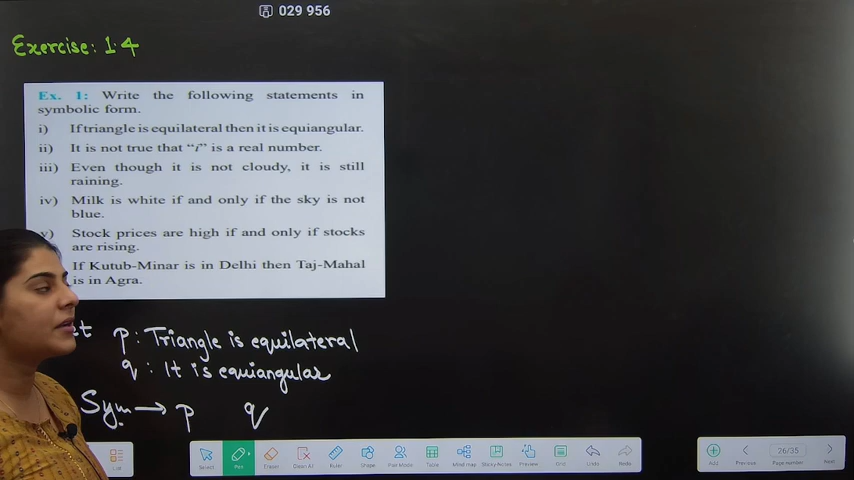 029 956
Exercise: 1.4
Ex. 1: Write the following statements in
symbolic form.
i) If triangle is equilateral then it is equiangular.
ii) It is not true that “i” is a real number.
iii) Even though it is not cloudy, it is still
raining.
iv) Milk is white if and only if the sky is not
blue.
v) Stock prices are high if and only if stocks
are rising.
If Kutub-Minar is in Delhi then Taj-Mahal
is in Agra.
p : Triangle is equilateral
q : It is equiangular
Sym → p q
List
Select
Pen
Eraser
Clean All
Ruler
Shape
Pair Mode
Table
Mind map
Sticky Notes
Preview
Grid
Undo
Redo
Add
Previous
26/35
Page number
Next